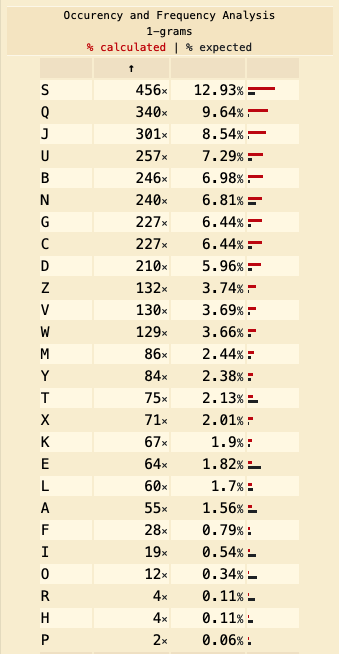 Occurency and Frequency Analysis
1-grams
% calculated | % expected
↑
S 456× 12.93%
Q 340× 9.64%
J 301× 8.54%
U 257× 7.29%
B 246× 6.98%
N 240× 6.81%
G 227× 6.44%
C 227× 6.44%
D 210× 5.96%
Z 132× 3.74%
V 130× 3.69%
W 129× 3.66%
M 86× 2.44%
Y 84× 2.38%
T 75× 2.13%
X 71× 2.01%
K 67× 1.9%
E 64× 1.82%
L 60× 1.7%
A 55× 1.56%
F 28× 0.79%
I 19× 0.54%
O 12× 0.34%
R 4× 0.11%
H 4× 0.11%
P 2× 0.06%